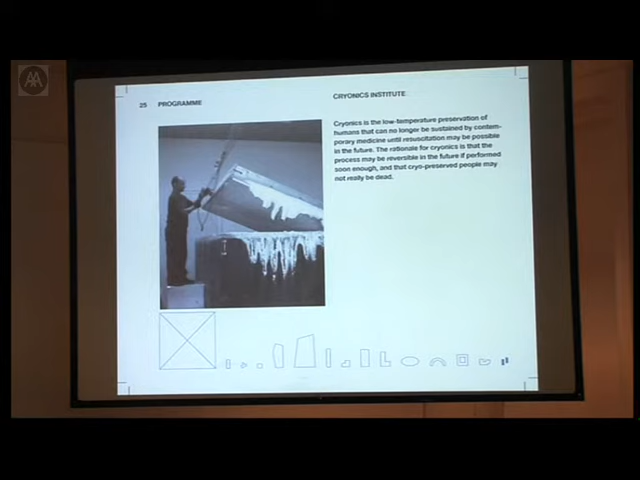 AA
25 PROGRAMME
CRYONICS INSTITUTE
Cryonics is the low-temperature preservation of
humans that can no longer be sustained by contem-
porary medicine until resuscitation may be possible
in the future. The rationale for cryonics is that the
process may be reversible in the future if performed
soon enough, and that cryo-preserved people may
not really be dead.